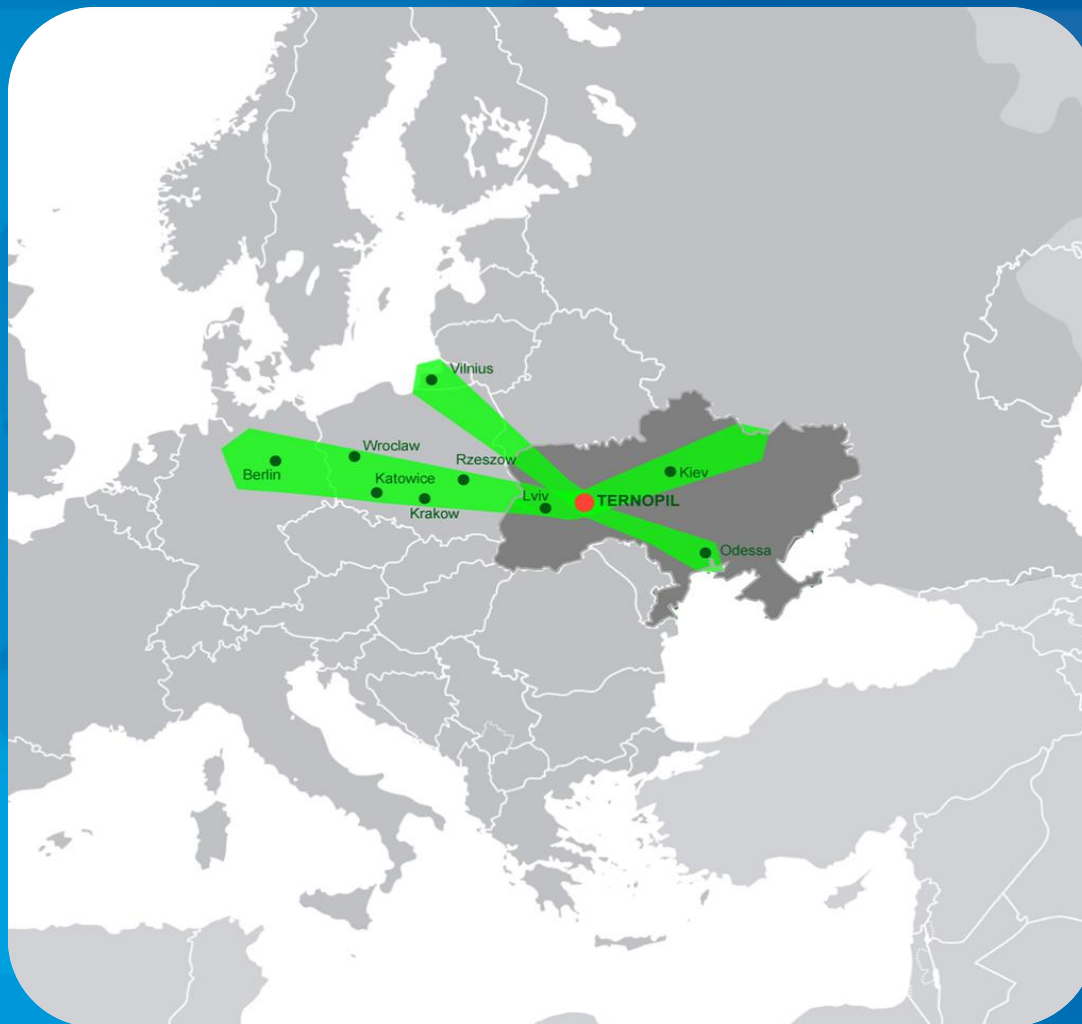 Vilnius
Wroclaw
Rzeszow
Berlin
Katowice
Kiev
Lviv
TERNOPIL
Krakow
Odessa